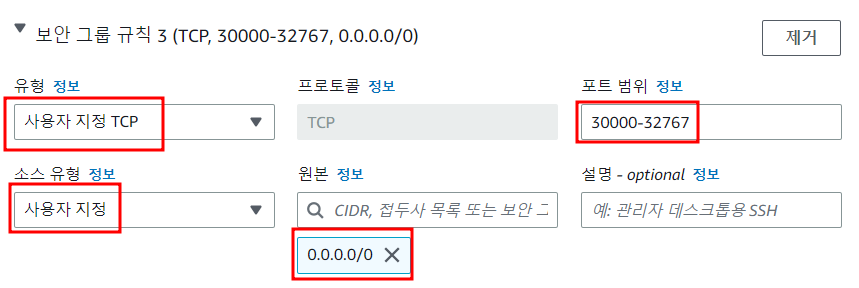 보안 그룹 규칙 3 (TCP, 30000-32767, 0.0.0.0/0)
제거
유형 정보
프로토콜 정보
포트 범위 정보
사용자 지정 TCP
TCP
30000-32767
소스 유형 정보
원본 정보
설명 - optional 정보
사용자 지정
CIDR, 접두사 목록 또는 보안 그
예: 관리자 데스크톱용 SSH
0.0.0.0/0